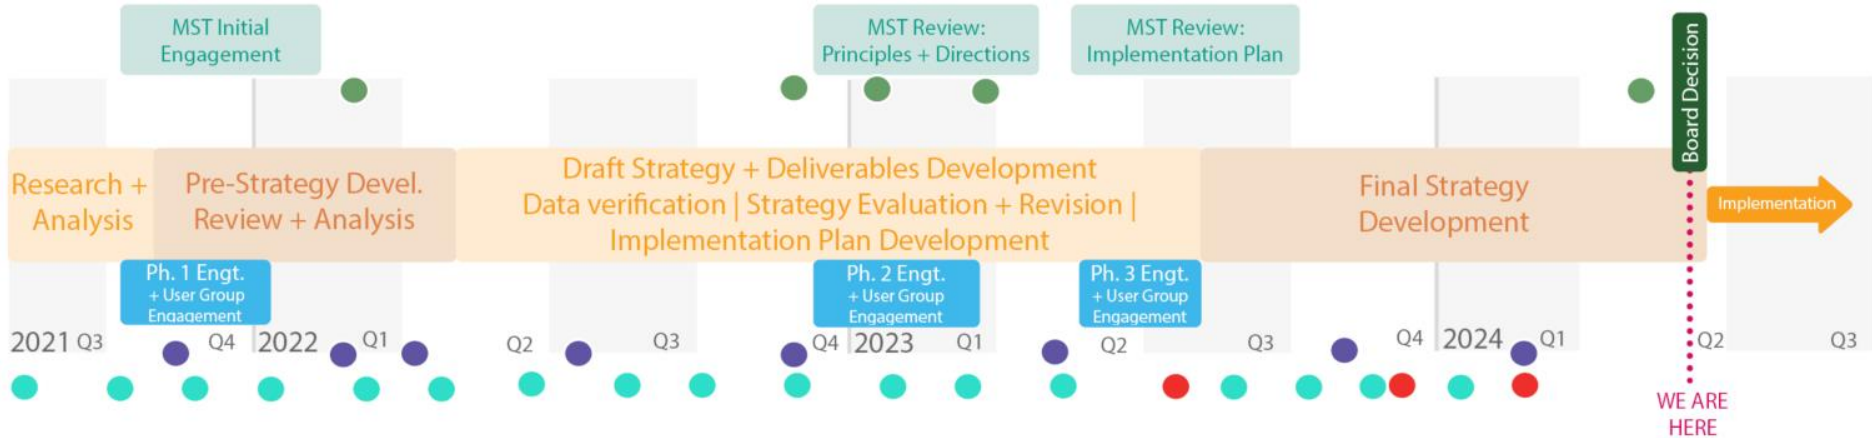 MST Initial
Engagement
MST Review:
Principles + Directions
MST Review:
Implementation Plan
Board Decision
Research +
Analysis
Pre-Strategy Devel.
Review + Analysis
Draft Strategy + Deliverables Development
Data verification | Strategy Evaluation + Revision |
Implementation Plan Development
Final Strategy
Development
Implementation
Ph. 1 Engt.
+ User Group
Engagement
Ph. 2 Engt.
+ User Group
Engagement
Ph. 3 Engt.
+ User Group
Engagement
2021 Q3 Q4 2022 Q1 Q2 Q3 Q4 2023 Q1 Q2 Q3 Q4 2024 Q1 Q2 Q3
WE ARE
HERE